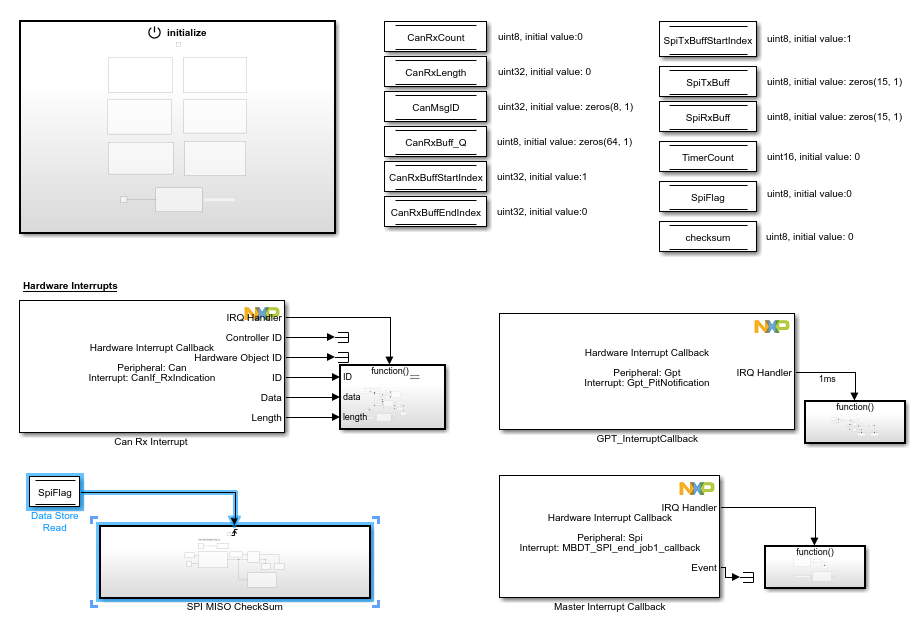 initialize
CanRxCount
uint8, initial value:0
CanRxLength
uint32, initial value: 0
CanMsgID
uint32, initial value: zeros(8, 1)
CanRxBuff_Q
uint8, initial value: zeros(64, 1)
CanRxBuffStartIndex
uint32, initial value:1
CanRxBuffEndIndex
uint32, initial value:0
SpiTxBuffStartIndex
uint8, initial value:1
SpiTxBuff
uint8, initial value: zeros(15, 1)
SpiRxBuff
uint8, initial value: zeros(15, 1)
TimerCount
uint16, initial value: 0
SpiFlag
uint8, initial value:0
checksum
uint8, initial value: 0
Hardware Interrupts
NXP
IRQ Handler
Controller ID
Hardware Interrupt Callback
Hardware Object ID
Peripheral: Can
Interrupt: CanIf_RxIndication
ID
Data
Length
Can Rx Interrupt
function()
ID
data
length
NXP
Hardware Interrupt Callback
Peripheral: Gpt
Interrupt: Gpt_PitNotification
IRQ Handler
GPT_InterruptCallback
1ms
function()
SpiFlag
Data Store
Read
SPI MISO CheckSum
NXP
IRQ Handler
Hardware Interrupt Callback
Peripheral: Spi
Interrupt: MBDT_SPI_end_job1_callback
Event
Master Interrupt Callback
function()